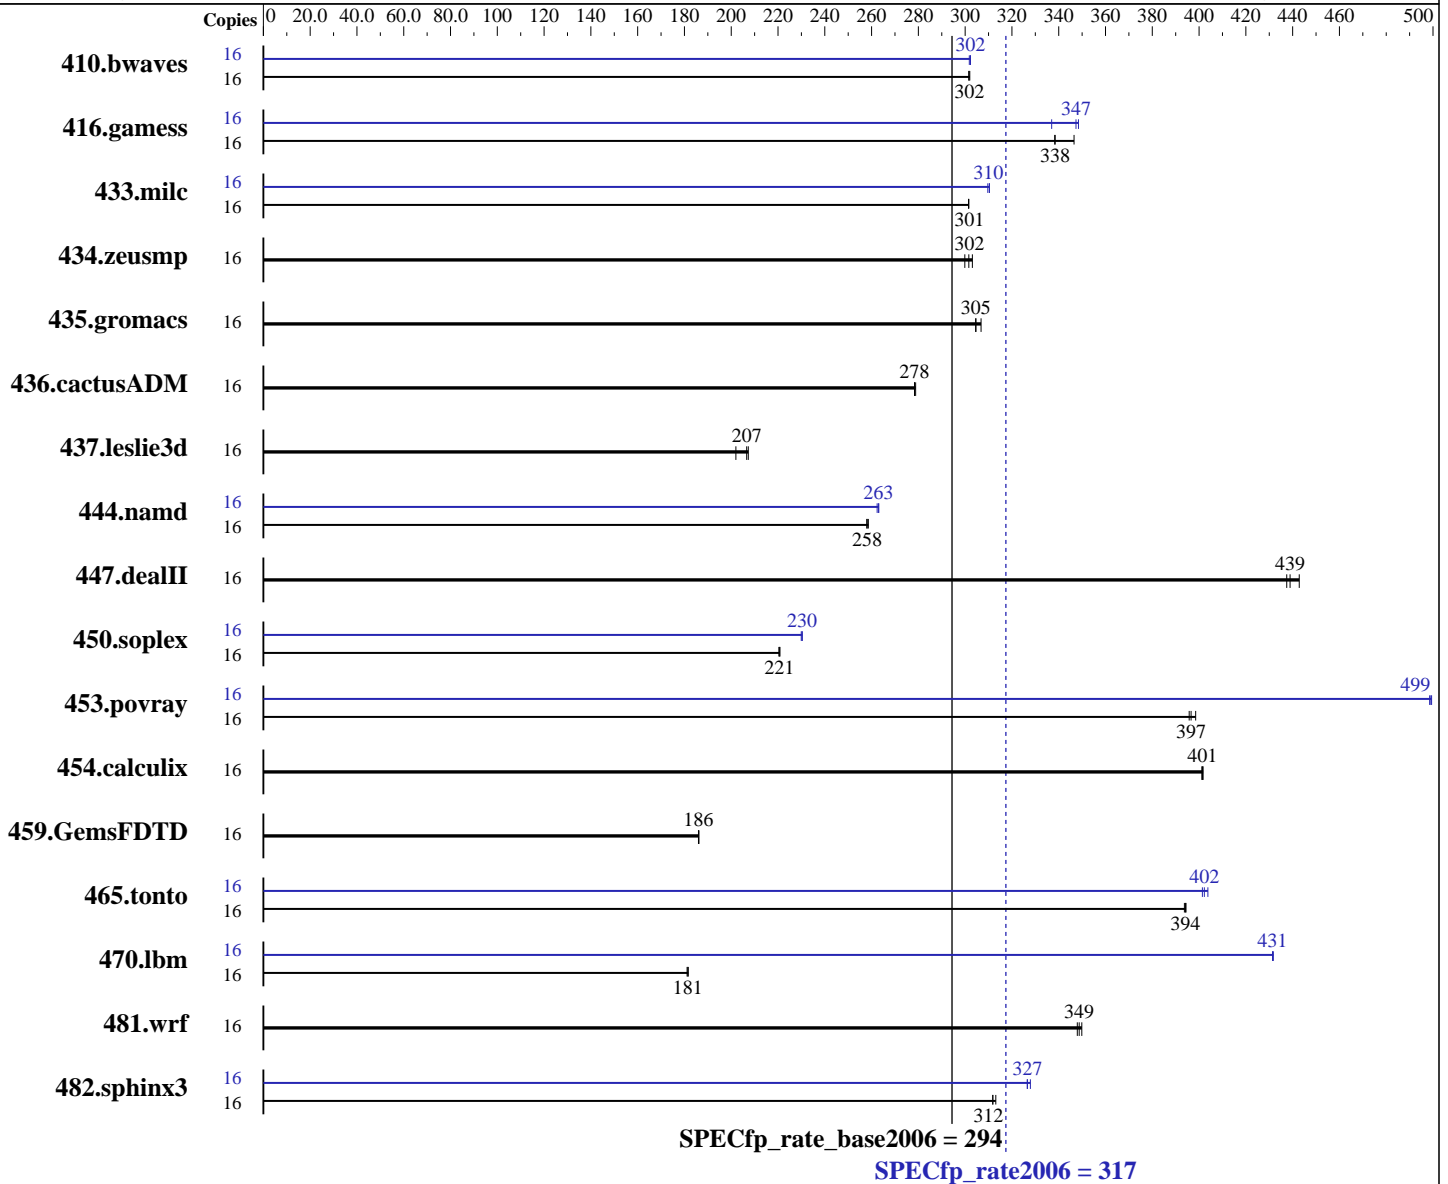 Copies 0 20.0 40.0 60.0 80.0 100 120 140 160 180 200 220 240 260 280 300 320 340 360 380 400 420 440 460 500
410.bwaves 16 302
16 302
416.gamess 16 347
16 338
433.milc 16 310
16 301
434.zeusmp 16 302
435.gromacs 16 305
436.cactusADM 16 278
437.leslie3d 16 207
444.namd 16 263
16 258
447.dealII 16 439
450.soplex 16 230
16 221
453.povray 16 499
16 397
454.calculix 16 401
459.GemsFDTD 16 186
465.tonto 16 402
16 394
470.lbm 16 431
16 181
481.wrf 16 349
482.sphinx3 16 327
16 312
SPECfp_rate_base2006 = 294
SPECfp_rate2006 = 317